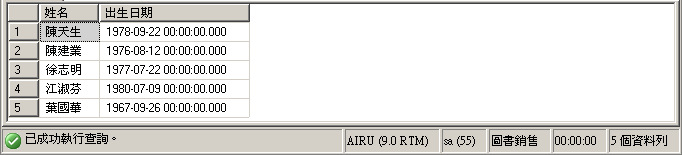 姓名 出生日期
1 陳天生 1978-09-22 00:00:00.000
2 陳建業 1976-08-12 00:00:00.000
3 徐志明 1977-07-22 00:00:00.000
4 江淑芬 1980-07-09 00:00:00.000
5 葉國華 1967-09-26 00:00:00.000
已成功執行查詢。 AIRU (9.0 RTM) sa (55) 圖書銷售 00:00:00 5 個資料列